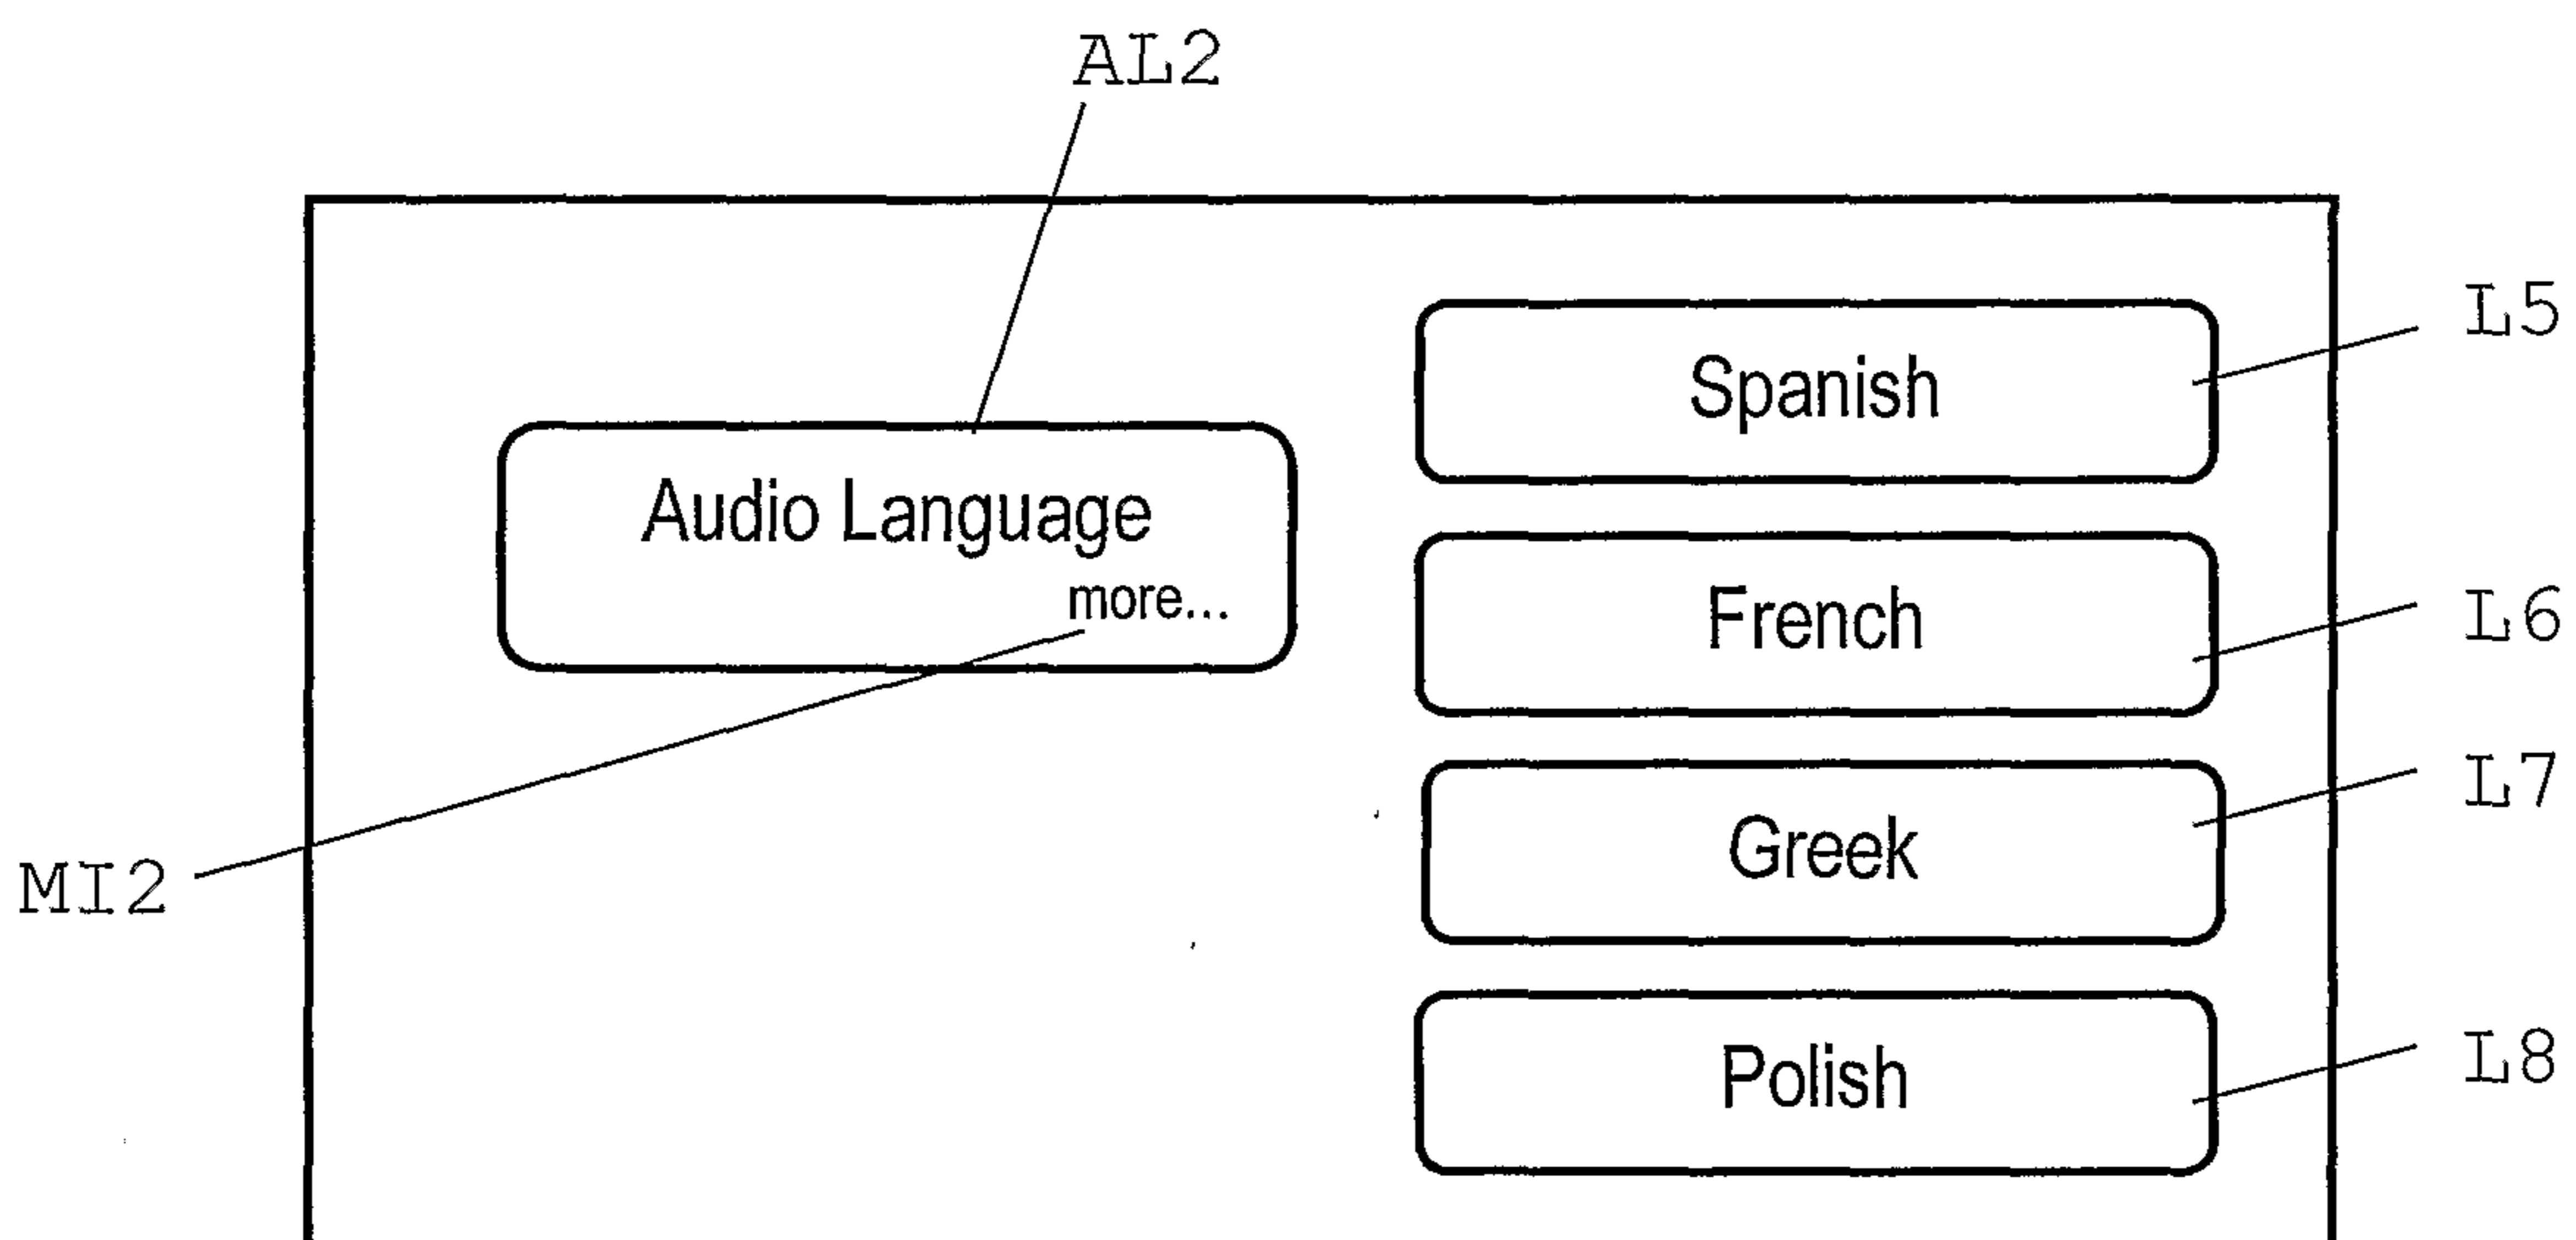 AL2
L5
Spanish
Audio Language
more...
French
L6
L7
Greek
MI2
Polish
L8